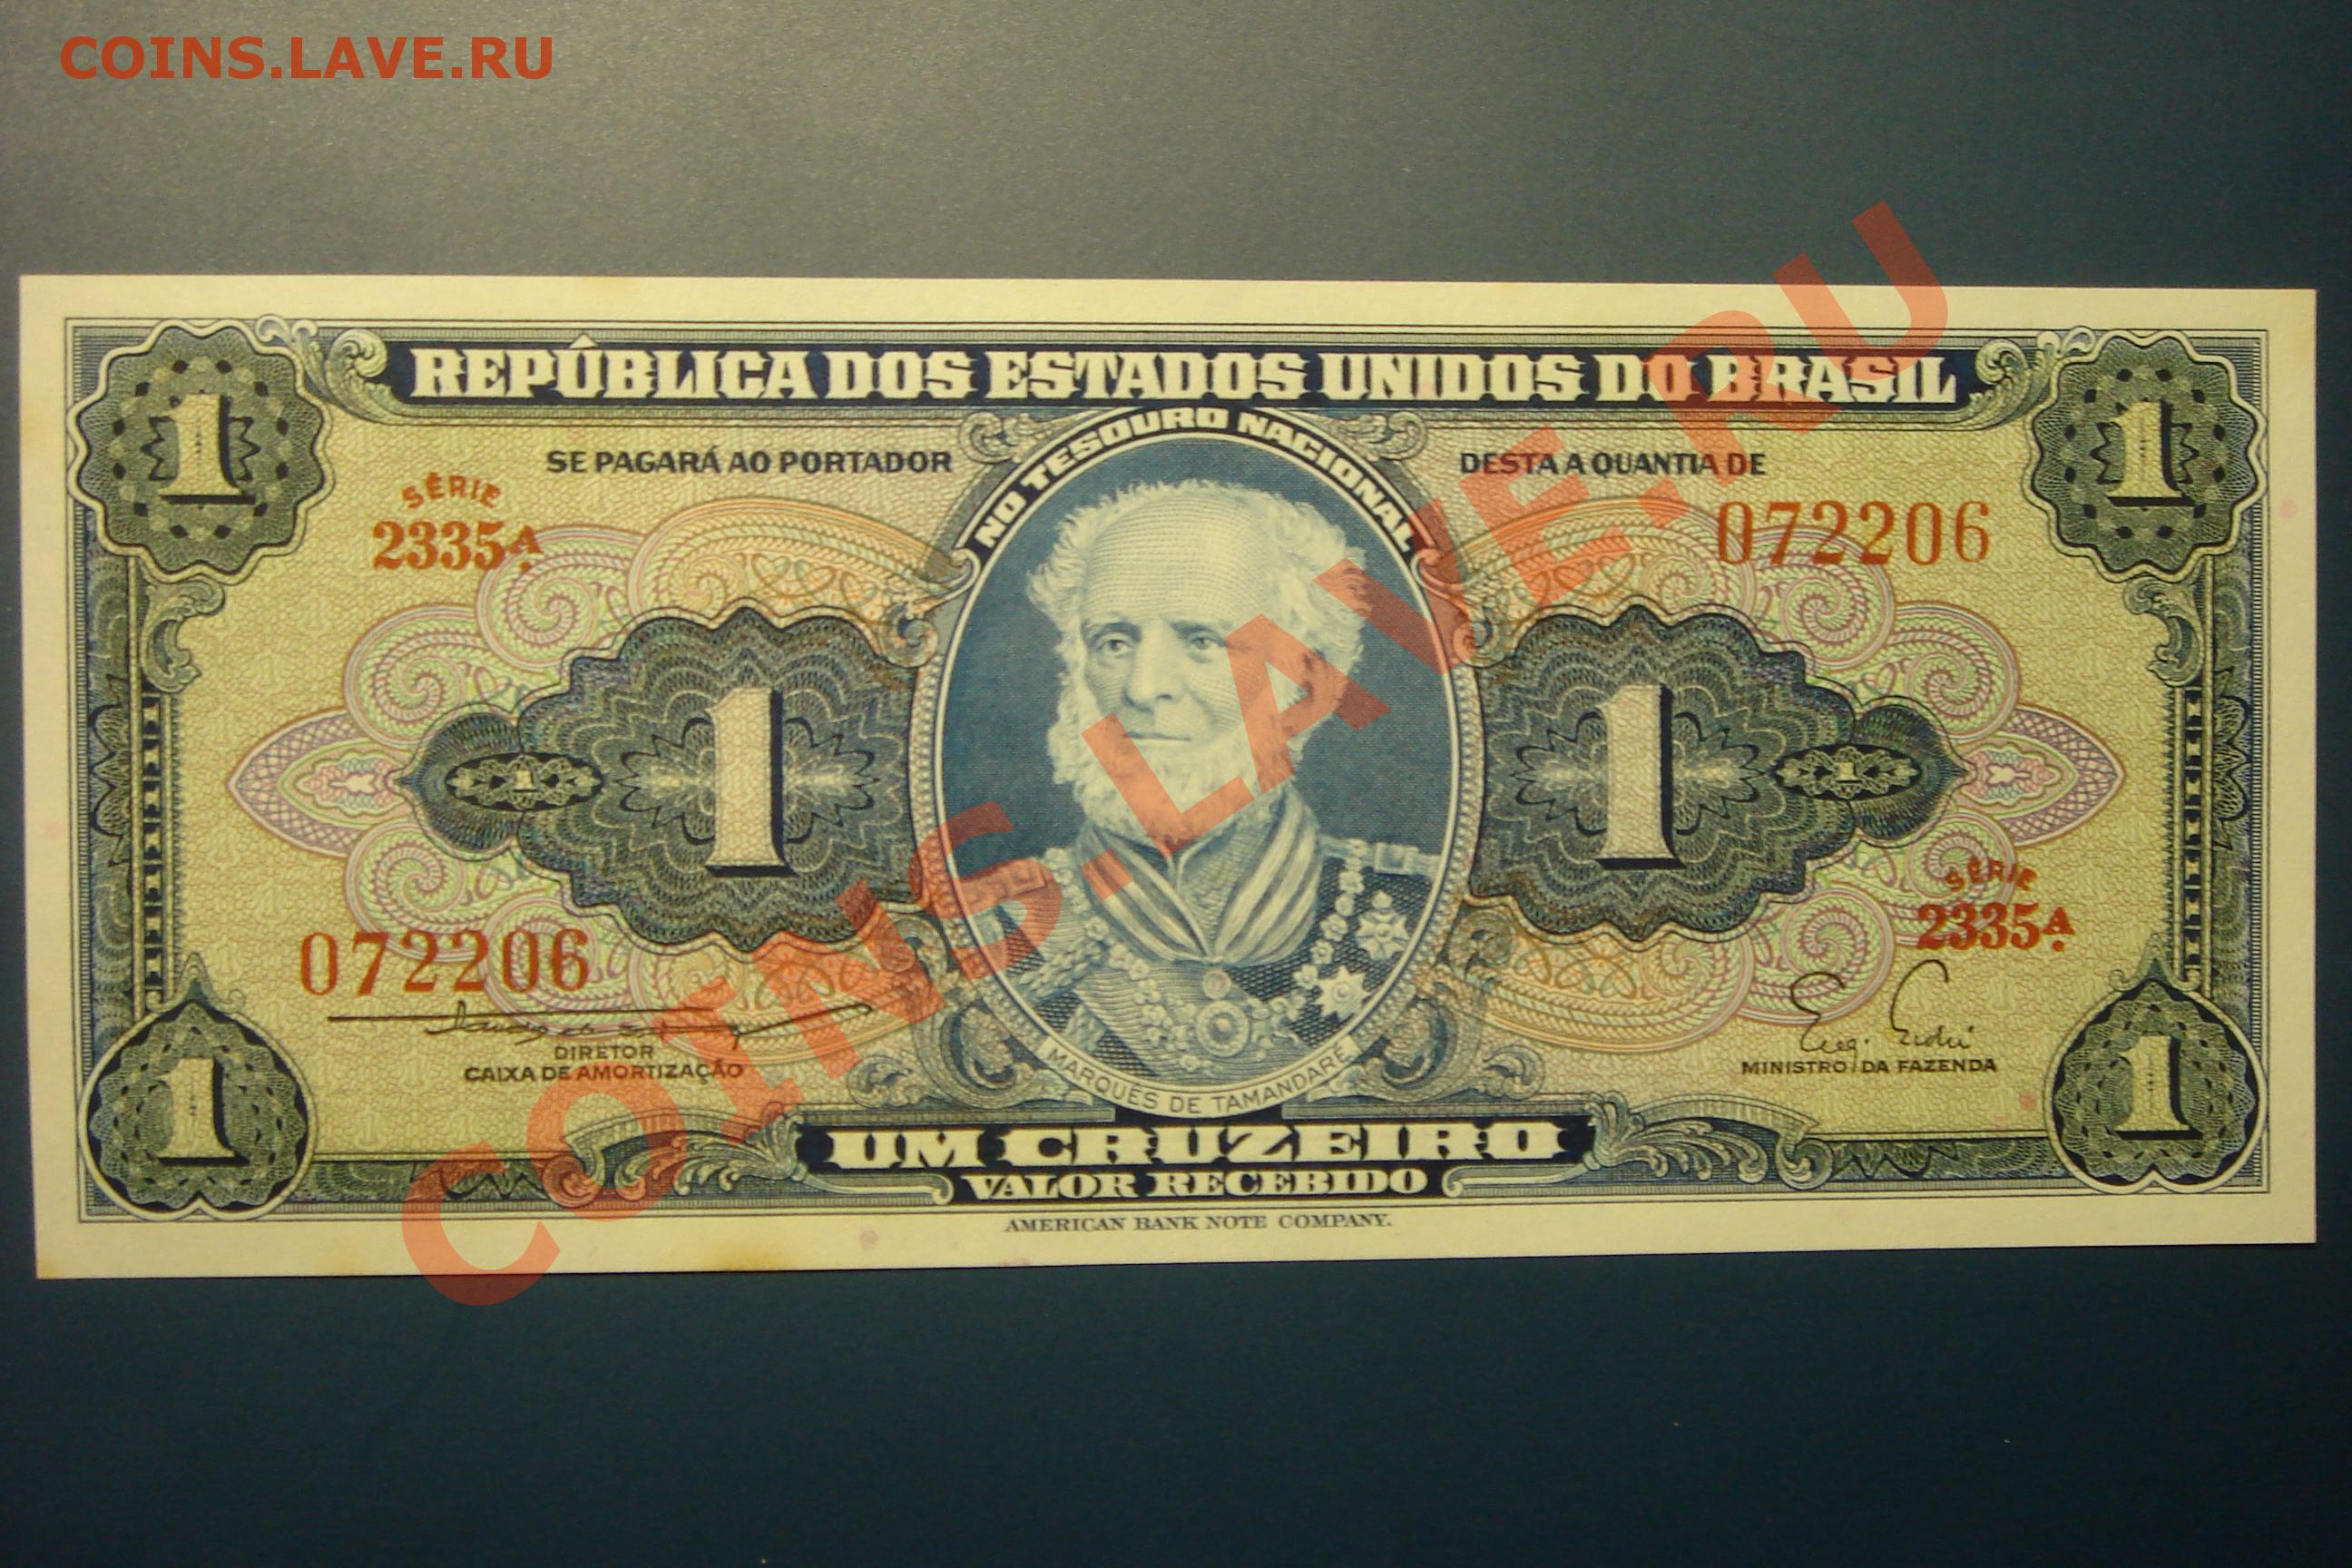 COINS.LAVE.RU
1
1
REPÚBLICA DOS ESTADOS UNIDOS DO BRASIL
NO TESOURO NACIONAL
SE PAGARÁ AO PORTADOR
DESTA A QUANTIA DE
SÉRIE
2335A.
072206
1
1
1
1
SÉRIE
2335A.
072206
DIRETOR
CAIXA DE AMORTIZAÇÃO
MINISTRO DA FAZENDA
MARQUÊS DE TAMANDARÉ
1
1
UM CRUZEIRO
VALOR RECEBIDO
AMERICAN BANK NOTE COMPANY.
COINS.LAVE.RU